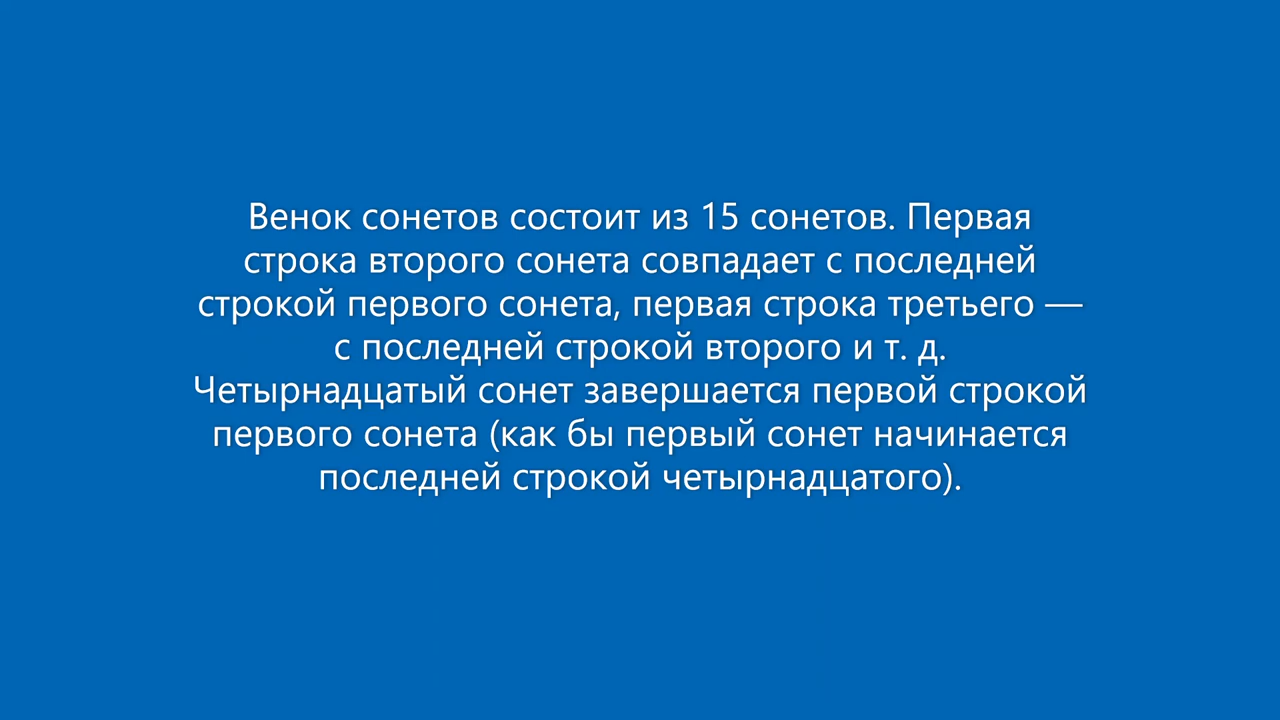 Венок сонетов состоит из 15 сонетов. Первая
строка второго сонета совпадает с последней
строкой первого сонета, первая строка третьего —
с последней строкой второго и т. д.
Четырнадцатый сонет завершается первой строкой
первого сонета (как бы первый сонет начинается
последней строкой четырнадцатого).